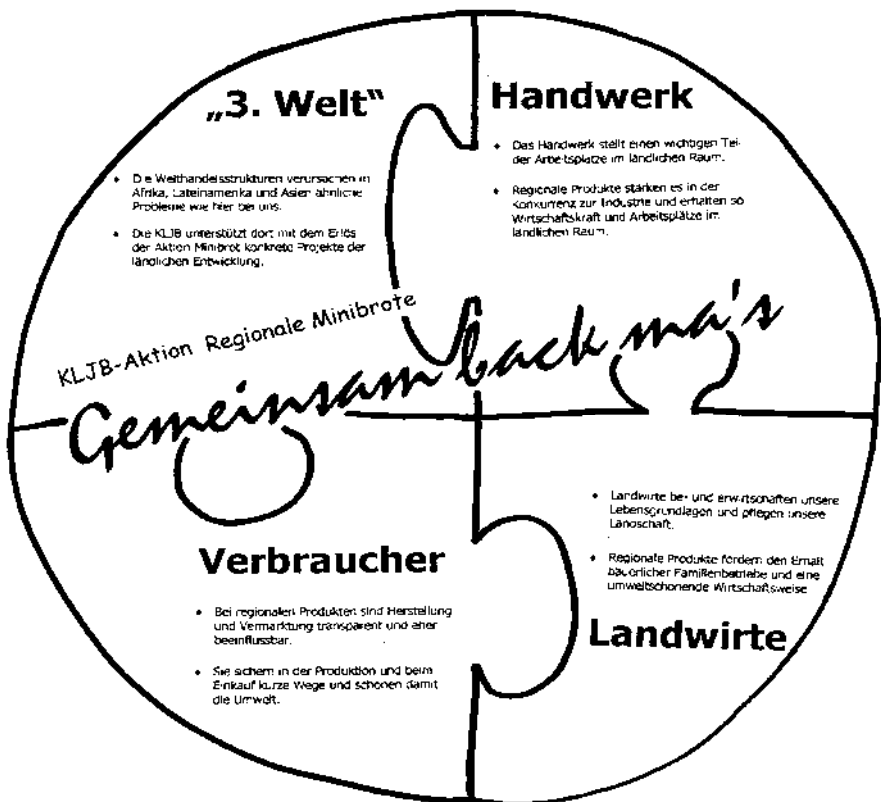 „3. Welt“
• Die Welthandelsstrukturen verursachen in
Afrika, Lateinamerika und Asien ähnliche
Probleme wie hier bei uns.
• Die KLJB unterstützt dort mit dem Erlös
der Aktion Minibrot konkrete Projekte der
ländlichen Entwicklung.
Handwerk
• Das Handwerk stellt einen wichtigen Teil
der Arbeitsplätze im ländlichen Raum.
• Regionale Produkte stärken es in der
Konkurrenz zur Industrie und erhalten so
Wirtschaftskraft und Arbeitsplätze im
ländlichen Raum.
KLJB-Aktion Regionale Minibrote
Gemeinsam back ma's
Verbraucher
• Bei regionalen Produkten sind Herstellung
und Vermarktung transparent und eher
beeinflussbar.
• Sie sichern in der Produktion und beim
Einkauf kurze Wege und schonen damit
die Umwelt.
• Landwirte be- und erwirtschaften unsere
Lebensgrundlagen und pflegen unsere
Landschaft.
• Regionale Produkte fördern den Erhalt
bäuerlicher Familienbetriebe und eine
umweltschonende Wirtschaftsweise
Landwirte